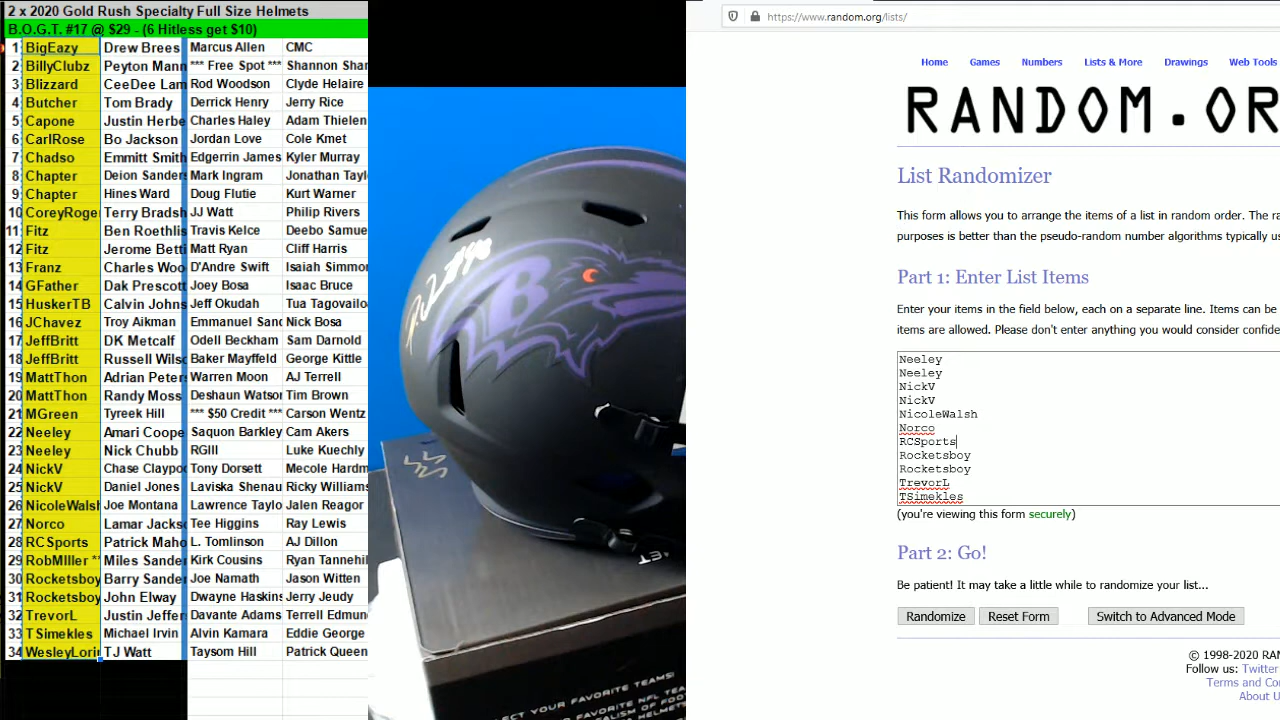 2 x 2020 Gold Rush Specialty Full Size Helmets
B.O.G.T. #17 @ $29 - (6 Hitless get $10)
1 BigEazy Drew Brees Marcus Allen CMC
2 BillyClubz Peyton Mann *** Free Spot *** Shannon Shar
3 Blizzard CeeDee Lam Rod Woodson Clyde Helaire
4 Butcher Tom Brady Derrick Henry Jerry Rice
5 Capone Justin Herbe Charles Haley Adam Thielen
6 CarlRose Bo Jackson Jordan Love Cole Kmet
7 Chadso Emmitt Smith Edgerrin James Kyler Murray
8 Chapter Deion Sanders Mark Ingram Jonathan Tayl
9 Chapter Hines Ward Doug Flutie Kurt Warner
10 CoreyRoge Terry Bradsh JJ Watt Philip Rivers
11 Fitz Ben Roethlis Travis Kelce Deebo Samue
12 Fitz Jerome Betti Matt Ryan Cliff Harris
13 Franz Charles Woo D'Andre Swift Isaiah Simmo
14 GFather Dak Prescott Joey Bosa Isaac Bruce
15 HuskerTB Calvin Johns Jeff Okudah Tua Tagovailo
16 JChavez Troy Aikman Emmanuel Sand Nick Bosa
17 JeffBritt DK Metcalf Odell Beckham Sam Darnold
18 JeffBritt Russell Wilso Baker Mayffeld George Kittle
19 MattThon Adrian Peter Warren Moon AJ Terrell
20 MattThon Randy Moss Deshaun Watson Tim Brown
21 MGreen Tyreek Hill *** $50 Credit *** Carson Wentz
22 Neeley Amari Coope Saquon Barkley Cam Akers
23 Neeley Nick Chubb RGIII Luke Kuechly
24 NickV Chase Claypo Tony Dorsett Mecole Hardm
25 NickV Daniel Jones Laviska Shenau Ricky Williams
26 NicoleWalsh Joe Montana Lawrence Taylo Jalen Reagor
27 Norco Lamar Jackso Tee Higgins Ray Lewis
28 RCSports Patrick Maho L. Tomlinson AJ Dillon
29 RobMIller ** Miles Sande Kirk Cousins Ryan Tannehil
30 Rocketsboy Barry Sander Joe Namath Jason Witten
31 Rocketsboy John Elway Dwayne Haskins Jerry Jeudy
32 TrevorL Justin Jeffer Davante Adams Terrell Edmun
33 TSimekles Michael Irvin Alvin Kamara Eddie George
34 WesleyLorin TJ Watt Taysom Hill Patrick Queen
B
ECT YOUR FAVORITE TEAMS!
https://www.random.org/lists/
Home Games Numbers Lists & More Drawings Web Tools
RANDOM.OR
List Randomizer
This form allows you to arrange the items of a list in random order. The ra
purposes is better than the pseudo-random number algorithms typically us
Part 1: Enter List Items
Enter your items in the field below, each on a separate line. Items can be
items are allowed. Please don't enter anything you would consider confide
Neeley
Neeley
NickV
NickV
NicoleWalsh
Norco
RCSports
Rocketsboy
Rocketsboy
TrevorL
TSimekles
(you're viewing this form securely)
Part 2: Go!
Be patient! It may take a little while to randomize your list...
Randomize Reset Form Switch to Advanced Mode
© 1998-2020 RAN
Follow us: Twitter
Terms and Con
About U